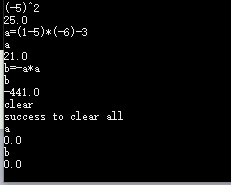 (-5)^2
25.0
a=(1-5)*(-6)-3
a
21.0
b=-a*a
b
-441.0
clear
success to clear all
a
0.0
b
0.0